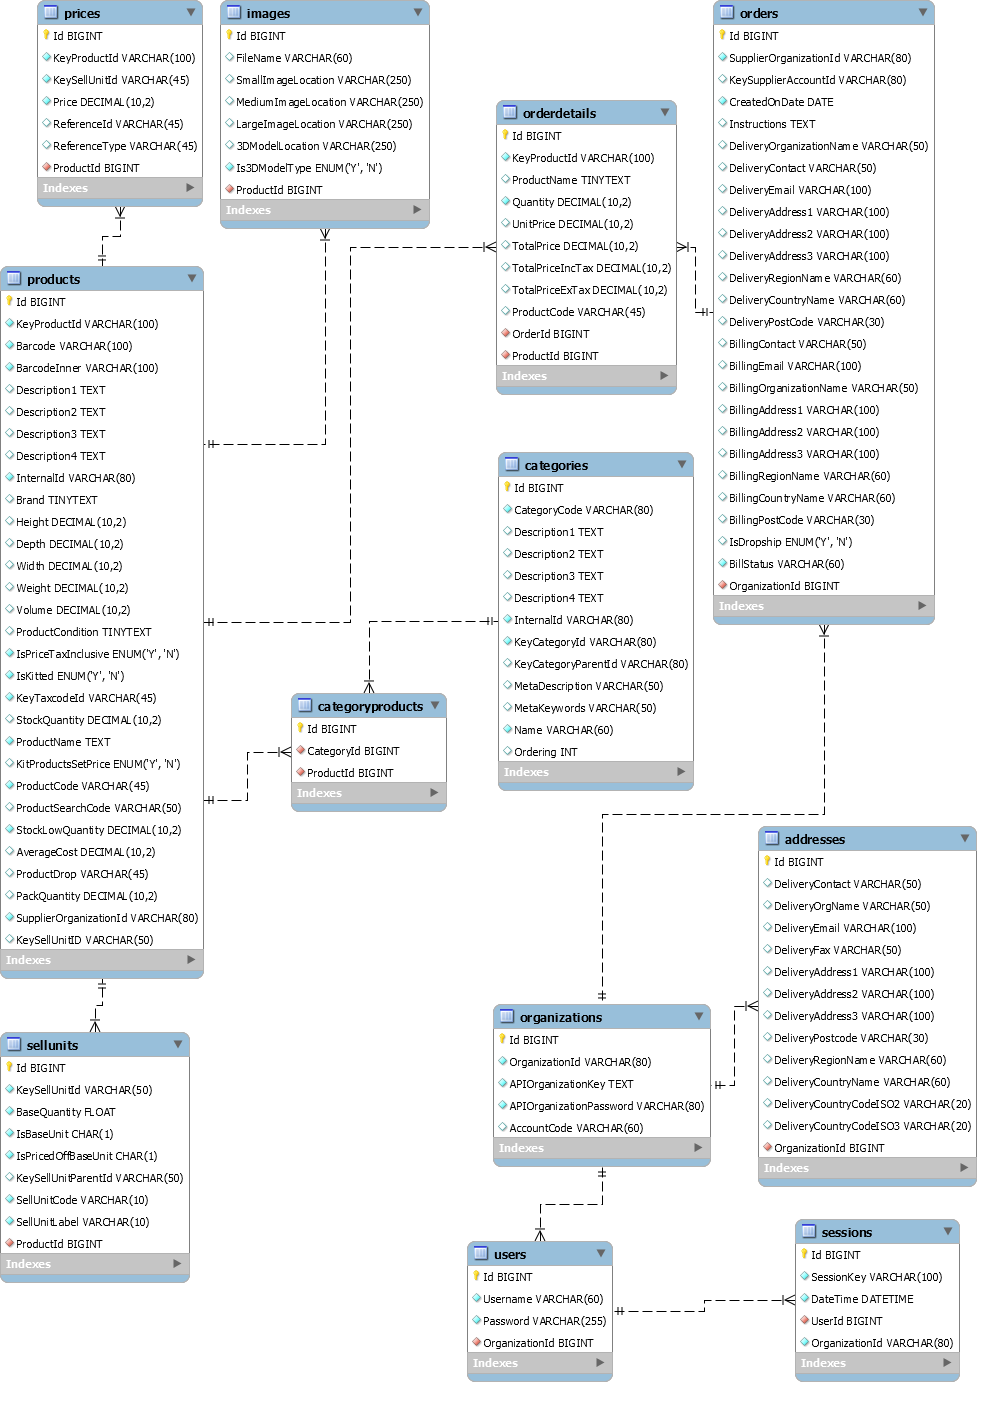 prices
Id BIGINT
KeyProductId VARCHAR(100)
KeySellUnitId VARCHAR(45)
Price DECIMAL(10,2)
ReferenceId VARCHAR(45)
ReferenceType VARCHAR(45)
ProductId BIGINT
Indexes
images
Id BIGINT
FileName VARCHAR(60)
SmallImageLocation VARCHAR(250)
MediumImageLocation VARCHAR(250)
LargeImageLocation VARCHAR(250)
3DModelLocation VARCHAR(250)
Is3DModelType ENUM('Y', 'N')
ProductId BIGINT
Indexes
orderdetails
Id BIGINT
KeyProductId VARCHAR(100)
ProductName TINYTEXT
Quantity DECIMAL(10,2)
UnitPrice DECIMAL(10,2)
TotalPrice DECIMAL(10,2)
TotalPriceIncTax DECIMAL(10,2)
TotalPriceExTax DECIMAL(10,2)
ProductCode VARCHAR(45)
OrderId BIGINT
ProductId BIGINT
Indexes
orders
Id BIGINT
SupplierOrganizationId VARCHAR(80)
KeySupplierAccountId VARCHAR(80)
CreatedOnDate DATE
Instructions TEXT
DeliveryOrganizationName VARCHAR(50)
DeliveryContact VARCHAR(50)
DeliveryEmail VARCHAR(100)
DeliveryAddress1 VARCHAR(100)
DeliveryAddress2 VARCHAR(100)
DeliveryAddress3 VARCHAR(100)
DeliveryRegionName VARCHAR(60)
DeliveryCountryName VARCHAR(60)
DeliveryPostCode VARCHAR(30)
BillingContact VARCHAR(50)
BillingEmail VARCHAR(100)
BillingOrganizationName VARCHAR(50)
BillingAddress1 VARCHAR(100)
BillingAddress2 VARCHAR(100)
BillingAddress3 VARCHAR(100)
BillingRegionName VARCHAR(60)
BillingCountryName VARCHAR(60)
BillingPostCode VARCHAR(30)
IsDropship ENUM('Y', 'N')
BillStatus VARCHAR(60)
OrganizationId BIGINT
Indexes
products
Id BIGINT
KeyProductId VARCHAR(100)
Barcode VARCHAR(100)
BarcodeInner VARCHAR(100)
Description1 TEXT
Description2 TEXT
Description3 TEXT
Description4 TEXT
InternalId VARCHAR(80)
Brand TINYTEXT
Height DECIMAL(10,2)
Depth DECIMAL(10,2)
Width DECIMAL(10,2)
Weight DECIMAL(10,2)
Volume DECIMAL(10,2)
ProductCondition TINYTEXT
IsPriceTaxInclusive ENUM('Y', 'N')
IsKitted ENUM('Y', 'N')
KeyTaxcodeId VARCHAR(45)
StockQuantity DECIMAL(10,2)
ProductName TEXT
KitProductsSetPrice ENUM('Y', 'N')
ProductCode VARCHAR(45)
ProductSearchCode VARCHAR(50)
StockLowQuantity DECIMAL(10,2)
AverageCost DECIMAL(10,2)
ProductDrop VARCHAR(45)
PackQuantity DECIMAL(10,2)
SupplierOrganizationId VARCHAR(80)
KeySellUnitID VARCHAR(50)
Indexes
categories
Id BIGINT
CategoryCode VARCHAR(80)
Description1 TEXT
Description2 TEXT
Description3 TEXT
Description4 TEXT
InternalId VARCHAR(80)
KeyCategoryId VARCHAR(80)
KeyCategoryParentId VARCHAR(80)
MetaDescription VARCHAR(50)
MetaKeywords VARCHAR(50)
Name VARCHAR(60)
Ordering INT
Indexes
categoryproducts
Id BIGINT
CategoryId BIGINT
ProductId BIGINT
Indexes
addresses
Id BIGINT
DeliveryContact VARCHAR(50)
DeliveryOrgName VARCHAR(50)
DeliveryEmail VARCHAR(100)
DeliveryFax VARCHAR(50)
DeliveryAddress1 VARCHAR(100)
DeliveryAddress2 VARCHAR(100)
DeliveryAddress3 VARCHAR(100)
DeliveryPostcode VARCHAR(30)
DeliveryRegionName VARCHAR(60)
DeliveryCountryName VARCHAR(60)
DeliveryCountryCodeISO2 VARCHAR(20)
DeliveryCountryCodeISO3 VARCHAR(20)
OrganizationId BIGINT
Indexes
organizations
Id BIGINT
OrganizationId VARCHAR(80)
APIOrganizationKey TEXT
APIOrganizationPassword VARCHAR(80)
AccountCode VARCHAR(60)
Indexes
sellunits
Id BIGINT
KeySellUnitId VARCHAR(50)
BaseQuantity FLOAT
IsBaseUnit CHAR(1)
IsPricedOffBaseUnit CHAR(1)
KeySellUnitParentId VARCHAR(50)
SellUnitCode VARCHAR(10)
SellUnitLabel VARCHAR(10)
ProductId BIGINT
Indexes
users
Id BIGINT
Username VARCHAR(60)
Password VARCHAR(255)
OrganizationId BIGINT
Indexes
sessions
Id BIGINT
SessionKey VARCHAR(100)
DateTime DATETIME
UserId BIGINT
OrganizationId VARCHAR(80)
Indexes